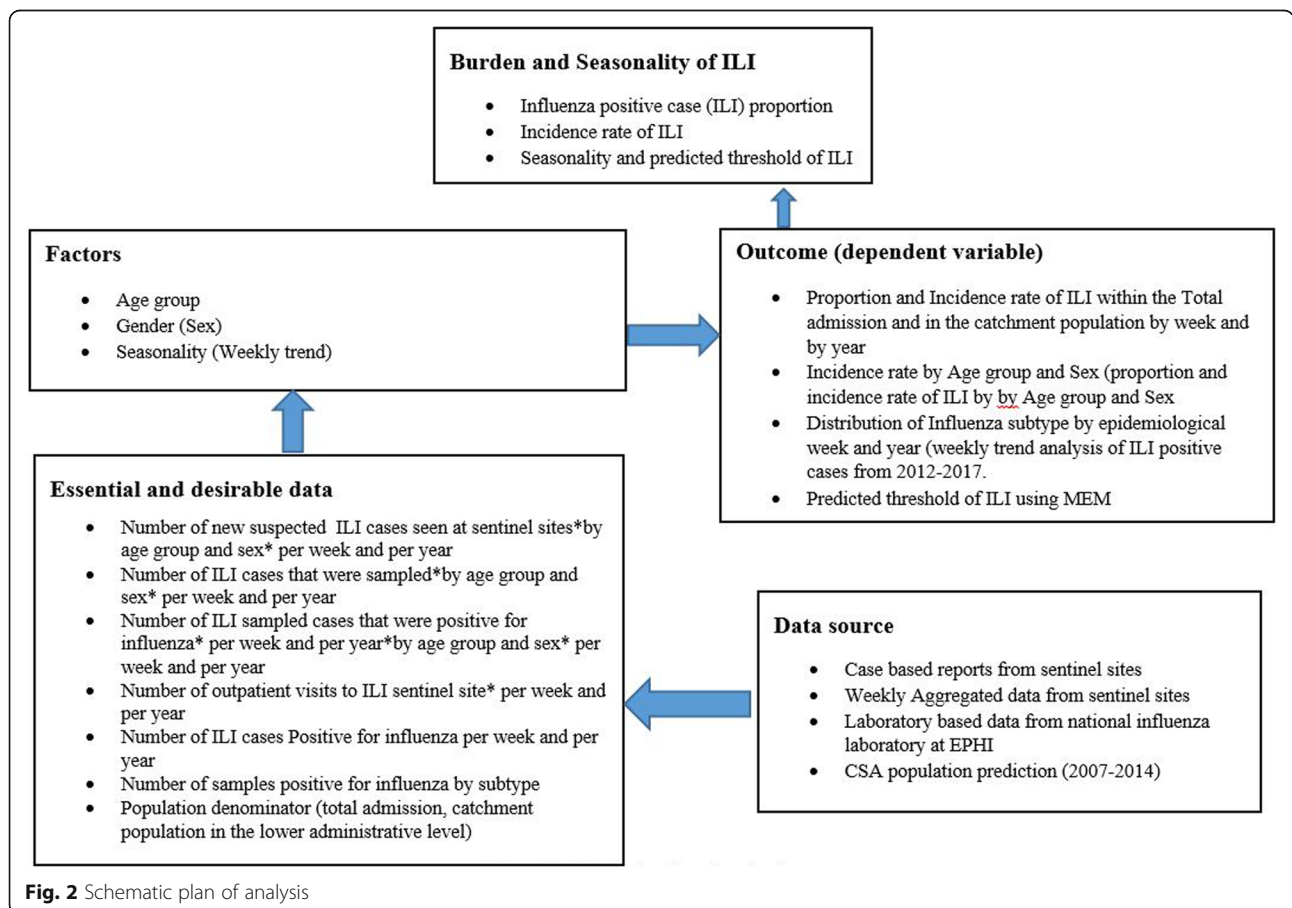 Burden and Seasonality of ILI
• Influenza positive case (ILI) proportion
• Incidence rate of ILI
• Seasonality and predicted threshold of ILI
Factors
• Age group
• Gender (Sex)
• Seasonality (Weekly trend)
Outcome (dependent variable)
• Proportion and Incidence rate of ILI within the Total
admission and in the catchment population by week and
by year
• Incidence rate by Age group and Sex (proportion and
incidence rate of ILI by by Age group and Sex
• Distribution of Influenza subtype by epidemiological
week and year (weekly trend analysis of ILI positive
cases from 2012-2017.
• Predicted threshold of ILI using MEM
Essential and desirable data
• Number of new suspected ILI cases seen at sentinel sites*by
age group and sex* per week and per year
• Number of ILI cases that were sampled*by age group and
sex* per week and per year
• Number of ILI sampled cases that were positive for
influenza* per week and per year*by age group and sex* per
week and per year
• Number of outpatient visits to ILI sentinel site* per week and
per year
• Number of ILI cases Positive for influenza per week and per
year
• Number of samples positive for influenza by subtype
• Population denominator (total admission, catchment
population in the lower administrative level)
Data source
• Case based reports from sentinel sites
• Weekly Aggregated data from sentinel sites
• Laboratory based data from national influenza
laboratory at EPHI
• CSA population prediction (2007-2014)
Fig. 2 Schematic plan of analysis